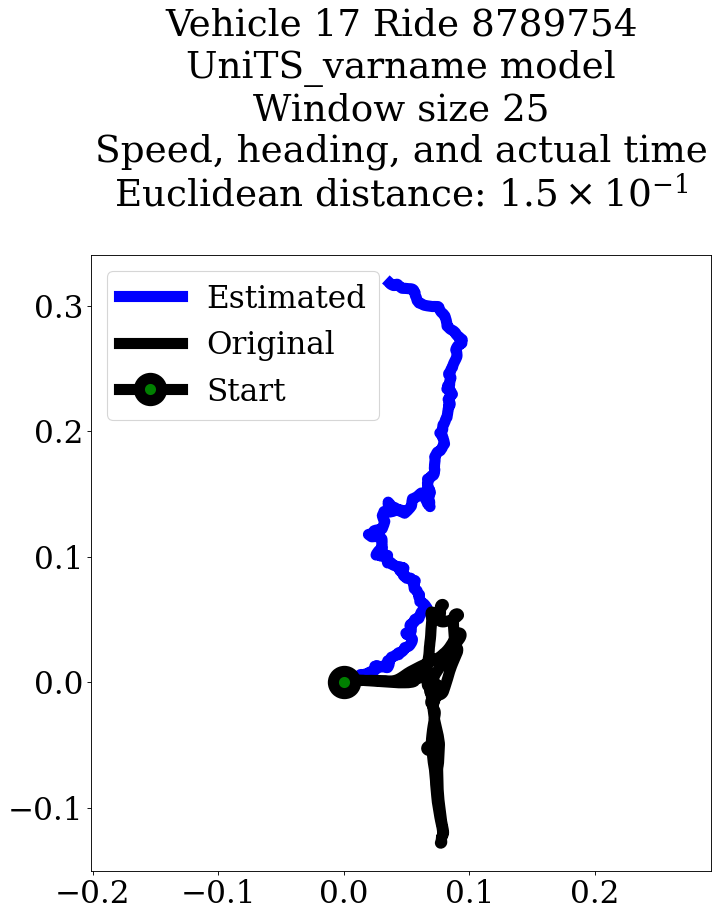 Vehicle 17 Ride 8789754
UniTS_varname model
Window size 25
Speed, heading, and actual time
Euclidean distance: 1.5 × 10⁻¹
Estimated
Original
Start
0.3
0.2
0.1
0.0
−0.1
−0.2
−0.1
0.0
0.1
0.2